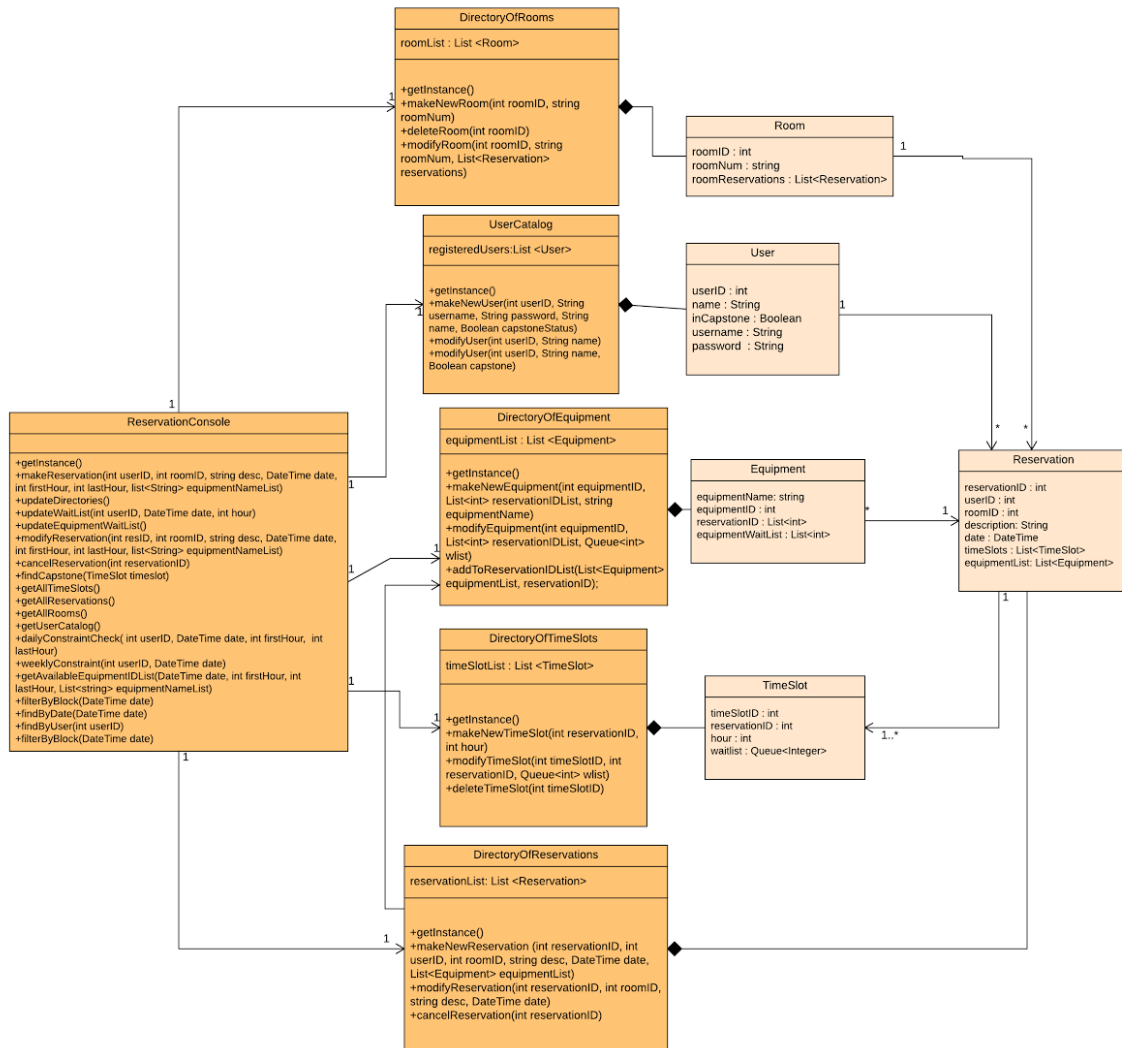 DirectoryOfRooms
roomList : List <Room>
+getInstance()
+makeNewRoom(int roomID, string
roomNum)
+deleteRoom(int roomID)
+modifyRoom(int roomID, string
roomNum, List<Reservation>
reservations)
1
Room
roomID : int
roomNum : string
roomReservations : List<Reservation>
1
UserCatalog
registeredUsers:List <User>
+getInstance()
+makeNewUser(int userID, String
username, String password, String
name, Boolean capstoneStatus)
+modifyUser(int userID, String name)
+modifyUser(int userID, String name,
Boolean capstone)
1
User
userID : int
name : String
inCapstone : Boolean
username : String
password  : String
1
*
*
1
ReservationConsole
+getInstance()
+makeReservation(int userID, int roomID, string desc, DateTime date,
int firstHour, int lastHour, list<String> equipmentNameList)
+updateDirectories()
+updateWaitList(int userID, DateTime date, int hour)
+updateEquipmentWaitList()
+modifyReservation(int resID, int roomID, string desc, DateTime date,
int firstHour, int lastHour, list<String> equipmentNameList)
+cancelReservation(int reservationID)
+findCapstone(TimeSlot timeslot)
+getAllTimeSlots()
+getAllReservations()
+getAllRooms()
+getUserCatalog()
+dailyConstraintCheck( int userID, DateTime date, int firstHour,  int
lastHour)
+weeklyConstraint(int userID, DateTime date)
+getAvailableEquipmentIDList(DateTime date, int firstHour, int
lastHour, List<string> equipmentNameList)
+filterByBlock(DateTime date)
+findByDate(DateTime date)
+findByUser(int userID)
+filterByBlock(DateTime date)
1
1
1
1
DirectoryOfEquipment
equipmentList : List <Equipment>
+getInstance()
+makeNewEquipment(int equipmentID,
List<int> reservationIDList, string
equipmentName)
+modifyEquipment(int equipmentID,
List<int> reservationIDList, Queue<int>
wlist)
+addToReservationIDList(List<Equipment>
equipmentList, reservationID);
1
Equipment
equipmentName: string
equipmentID : int
reservationID : List<int>
equipmentWaitList : List<int>
*
1
Reservation
reservationID : int
userID : int
roomID : int
description: String
date : DateTime
timeSlots : List<TimeSlot>
equipmentList: List<Equipment>
1
DirectoryOfTimeSlots
timeSlotList : List <TimeSlot>
+getInstance()
+makeNewTimeSlot(int reservationID,
int hour)
+modifyTimeSlot(int timeSlotID, int
reservationID, Queue<int> wlist)
+deleteTimeSlot(int timeSlotID)
1
TimeSlot
timeSlotID : int
reservationID : int
hour : int
waitlist : Queue<Integer>
1..*
DirectoryOfReservations
reservationList: List <Reservation>
+getInstance()
+makeNewReservation (int reservationID, int
userID, int roomID, string desc, DateTime date,
List<Equipment> equipmentList)
+modifyReservation(int reservationID, int roomID,
string desc, DateTime date)
+cancelReservation(int reservationID)
1